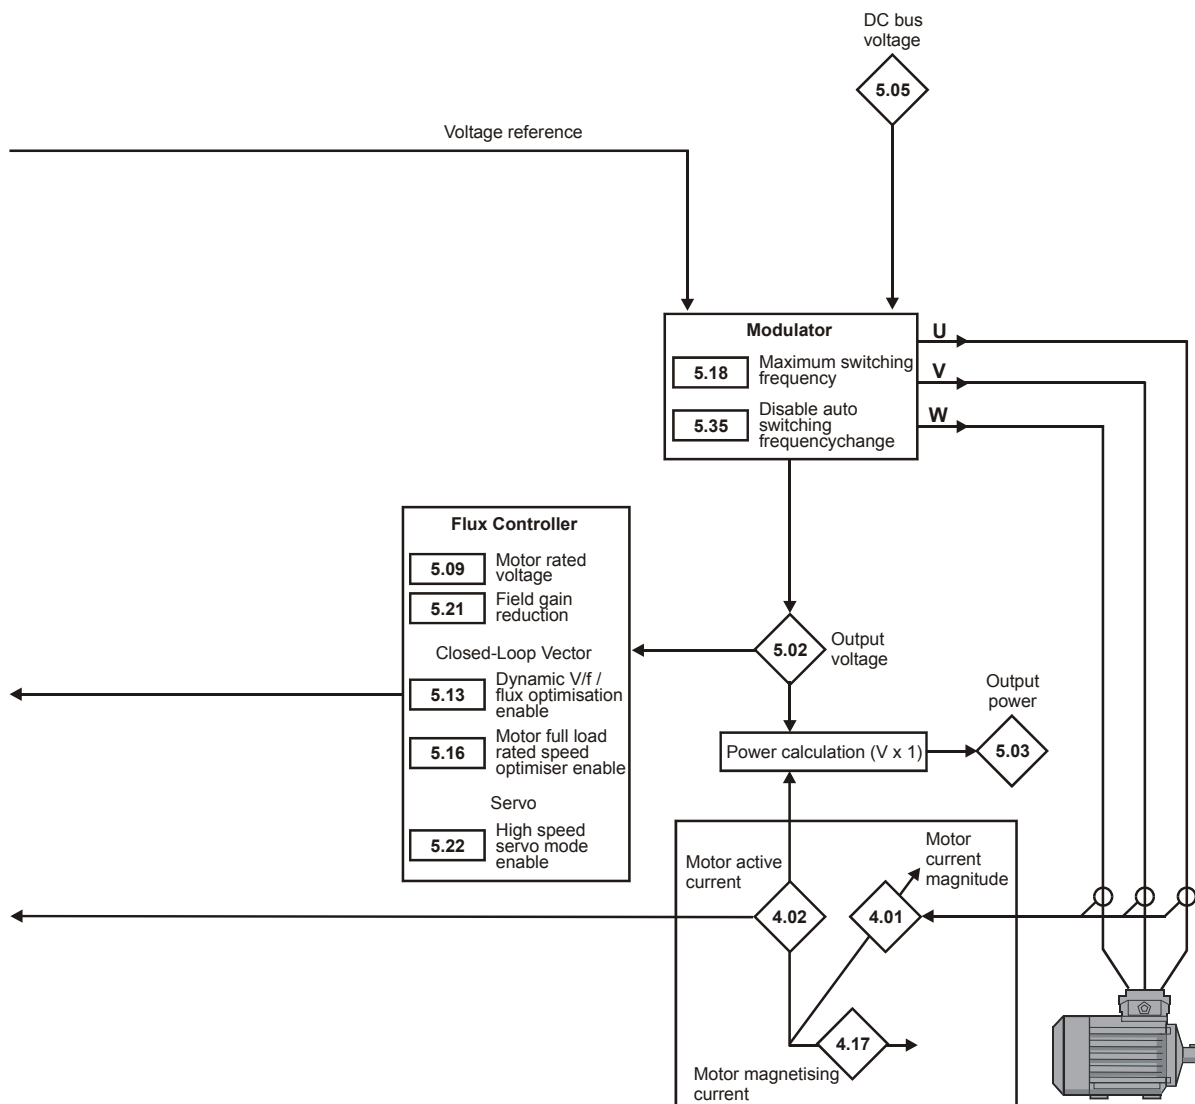 DC bus
voltage
5.05
Voltage reference
Modulator
5.18
Maximum switching
frequency
5.35
Disable auto
switching
frequencychange
U
V
W
Flux Controller
5.09
Motor rated
voltage
5.21
Field gain
reduction
Closed-Loop Vector
5.13
Dynamic V/f /
flux optimisation
enable
5.16
Motor full load
rated speed
optimiser enable
Servo
5.22
High speed
servo mode
enable
5.02
Output
voltage
Output
power
Power calculation (V x 1)
5.03
Motor active
current
4.02
Motor
current
magnitude
4.01
4.17
Motor magnetising
current